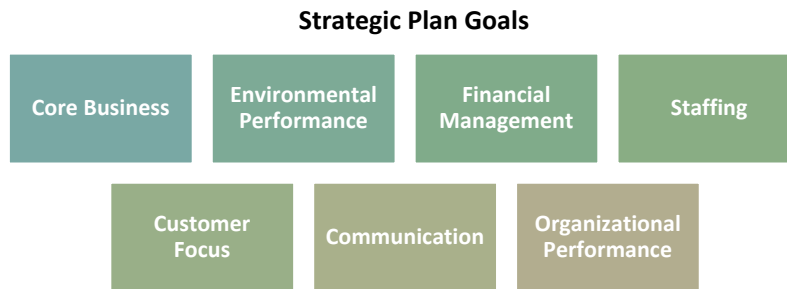 Strategic Plan Goals
Core Business
Environmental
Performance
Financial
Management
Staffing
Customer
Focus
Communication
Organizational
Performance